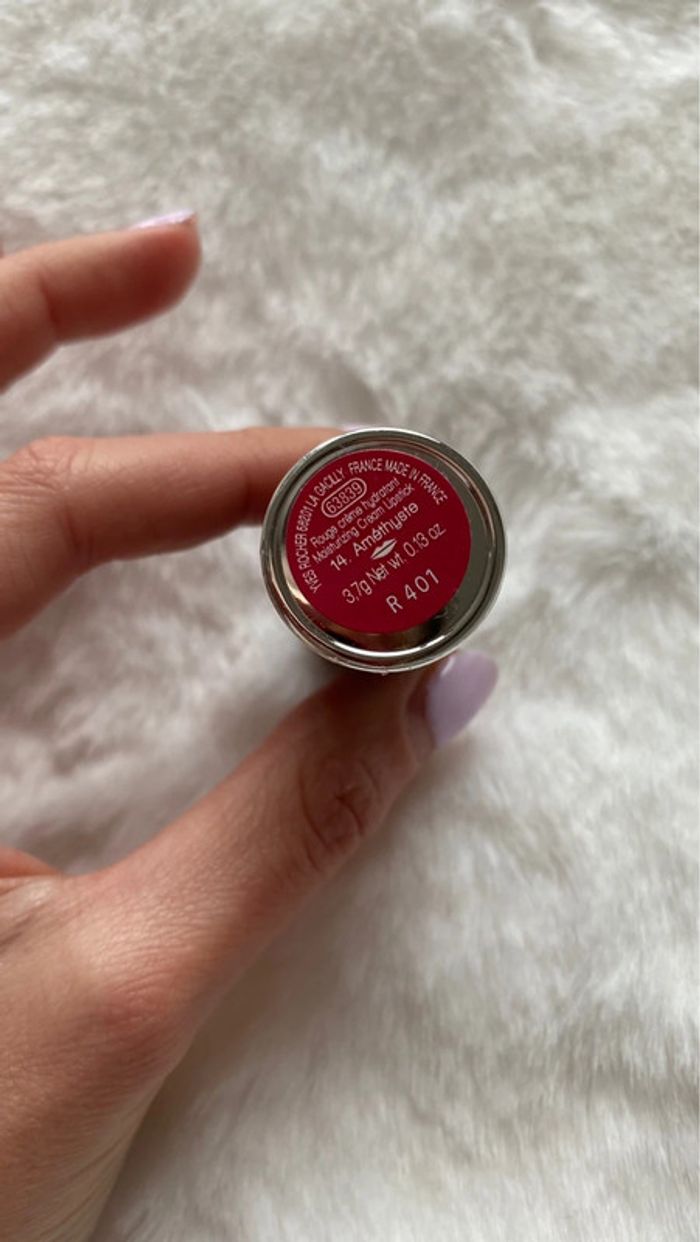 YVES ROCHER 56201 LA GACILLY FRANCE MADE IN FRANCE
63839
Rouge crème hydratant
Moisturizing Cream Lipstick
14. Améthyste
3,7g Net wt. 0.13 oz
R 401